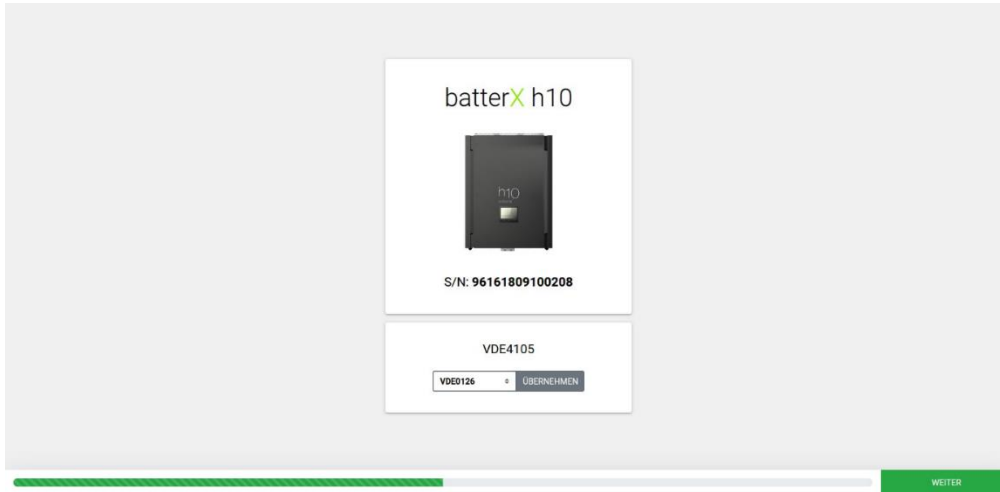 batterX h10
h10
S/N: 96161809100208
VDE4105
VDE0126
ÜBERNEHMEN
WEITER